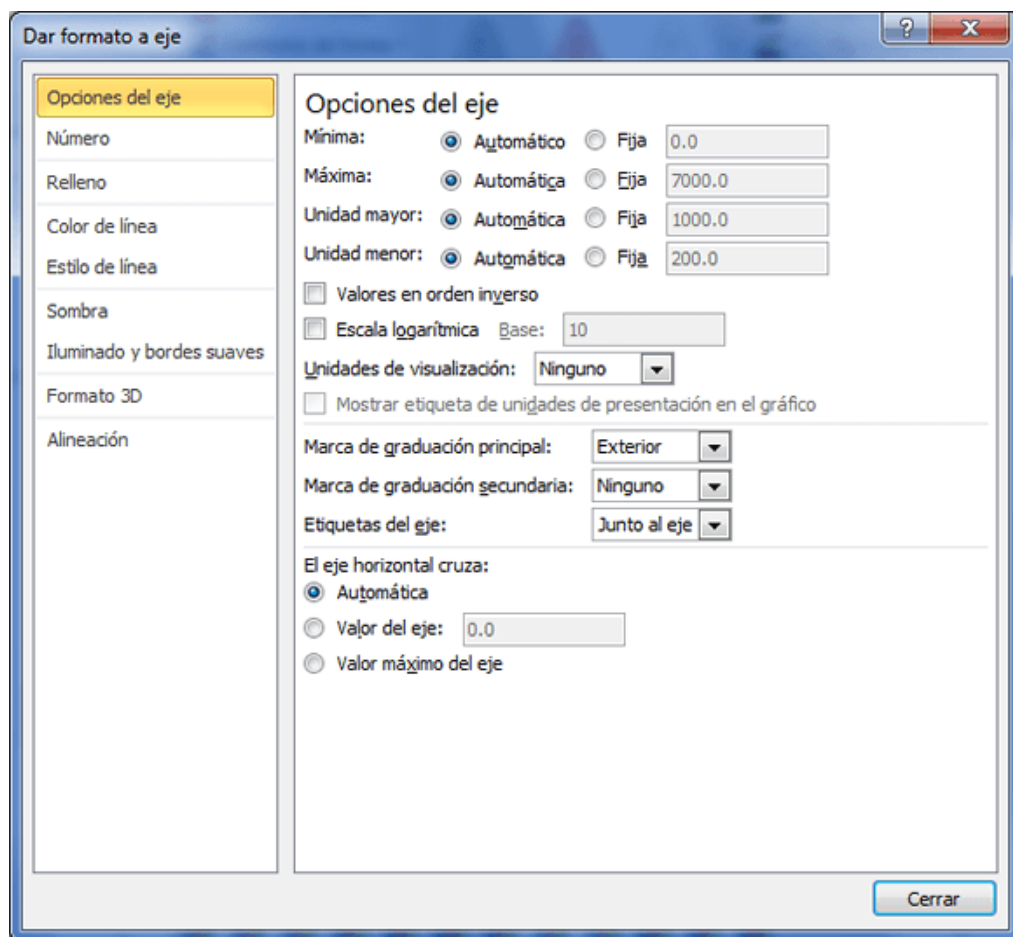 Dar formato a eje
Opciones del eje
Número
Relleno
Color de línea
Estilo de línea
Sombra
Iluminado y bordes suaves
Formato 3D
Alineación
Opciones del eje
Mínima: Automático Fija 0.0
Máxima: Automática Fija 7000.0
Unidad mayor: Automática Fija 1000.0
Unidad menor: Automática Fija 200.0
Valores en orden inverso
Escala logarítmica Base: 10
Unidades de visualización: Ninguno
Mostrar etiqueta de unidades de presentación en el gráfico
Marca de graduación principal: Exterior
Marca de graduación secundaria: Ninguno
Etiquetas del eje: Junto al eje
El eje horizontal cruza:
Automática
Valor del eje: 0.0
Valor máximo del eje
Cerrar